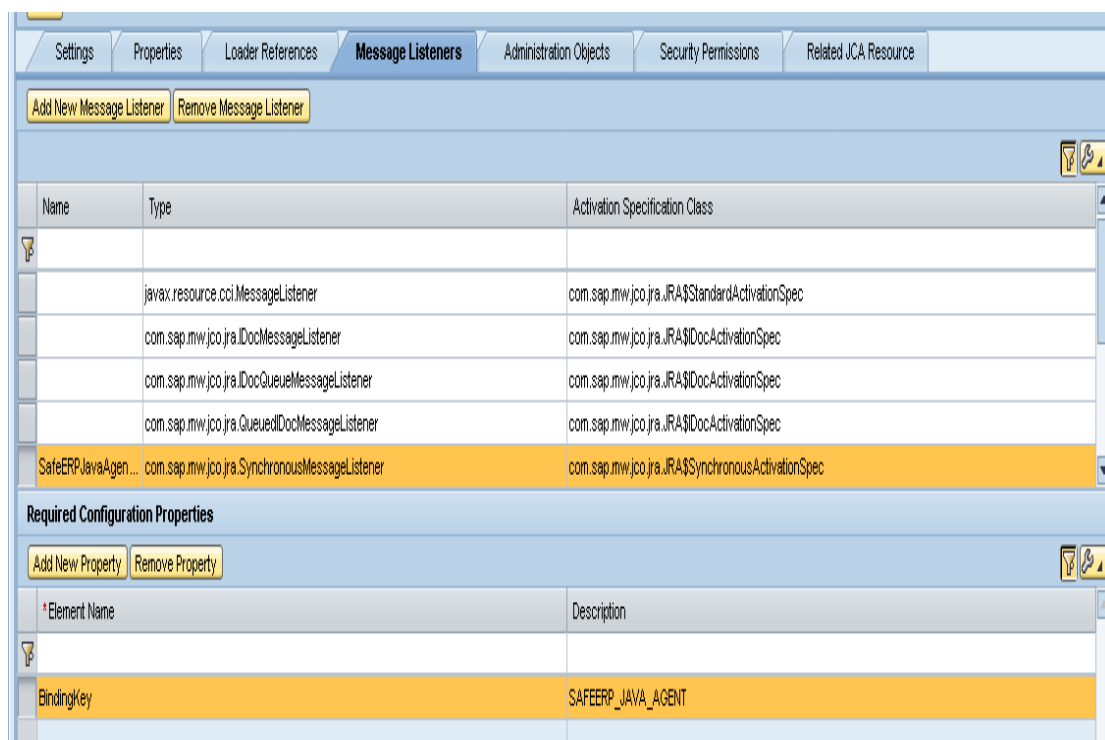 Settings Properties Loader References Message Listeners Administration Objects Security Permissions Related JCA Resource
Add New Message Listener Remove Message Listener
Name Type Activation Specification Class
javax.resource.cci.MessageListener com.sap.mw.jco.jra.JRA$StandardActivationSpec
com.sap.mw.jco.jra.IDocMessageListener com.sap.mw.jco.jra.JRA$IDocActivationSpec
com.sap.mw.jco.jra.IDocQueueMessageListener com.sap.mw.jco.jra.JRA$IDocActivationSpec
com.sap.mw.jco.jra.QueuedIDocMessageListener com.sap.mw.jco.jra.JRA$IDocActivationSpec
SafeERPJavaAgen... com.sap.mw.jco.jra.SynchronousMessageListener com.sap.mw.jco.jra.JRA$SynchronousActivationSpec
Required Configuration Properties
Add New Property Remove Property
* Element Name Description
BindingKey SAFEERP_JAVA_AGENT